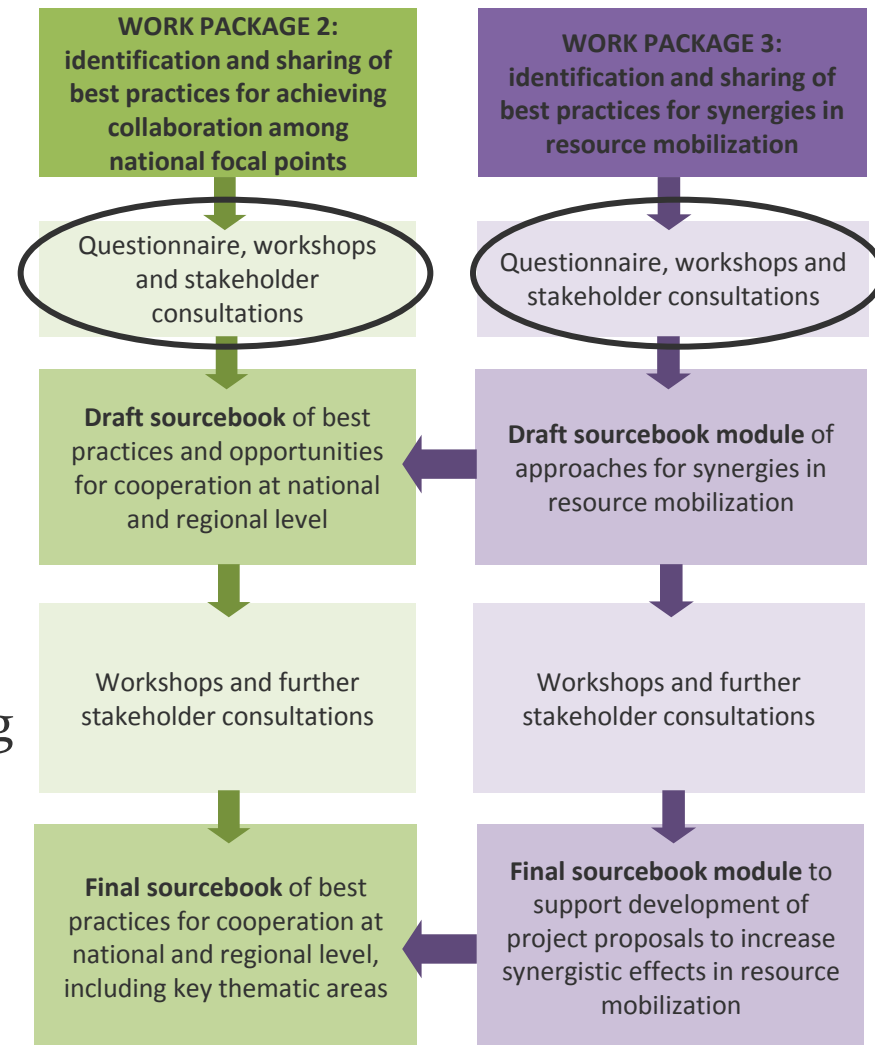 WORK PACKAGE 2:
identification and sharing of
best practices for achieving
collaboration among
national focal points
WORK PACKAGE 3:
identification and sharing of
best practices for synergies in
resource mobilization
Questionnaire, workshops
and stakeholder
consultations
Questionnaire, workshops and
stakeholder consultations
Draft sourcebook of best
practices and opportunities
for cooperation at national
and regional level
Draft sourcebook module of
approaches for synergies in
resource mobilization
Workshops and further
stakeholder consultations
Workshops and further
stakeholder consultations
g
Final sourcebook of best
practices for cooperation at
national and regional level,
including key thematic areas
Final sourcebook module to
support development of
project proposals to increase
synergistic effects in resource
mobilization